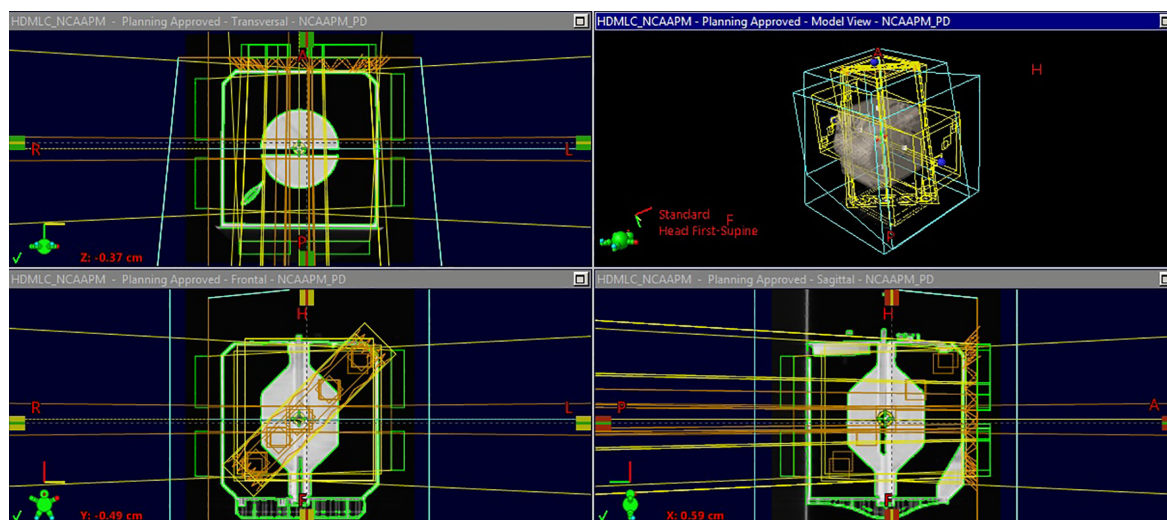 HDMLC_NCAAPM - Planning Approved - Transversal - NCAAPM_PD
A
R
L
P
Z: -0.37 cm
HDMLC_NCAAPM - Planning Approved - Model View - NCAAPM_PD
A
H
Standard
F
Head First-Supine
P
HDMLC_NCAAPM - Planning Approved - Frontal - NCAAPM_PD
H
R
L
F
Y: -0.49 cm
HDMLC_NCAAPM - Planning Approved - Sagittal - NCAAPM_PD
H
P
A
F
X: 0.59 cm